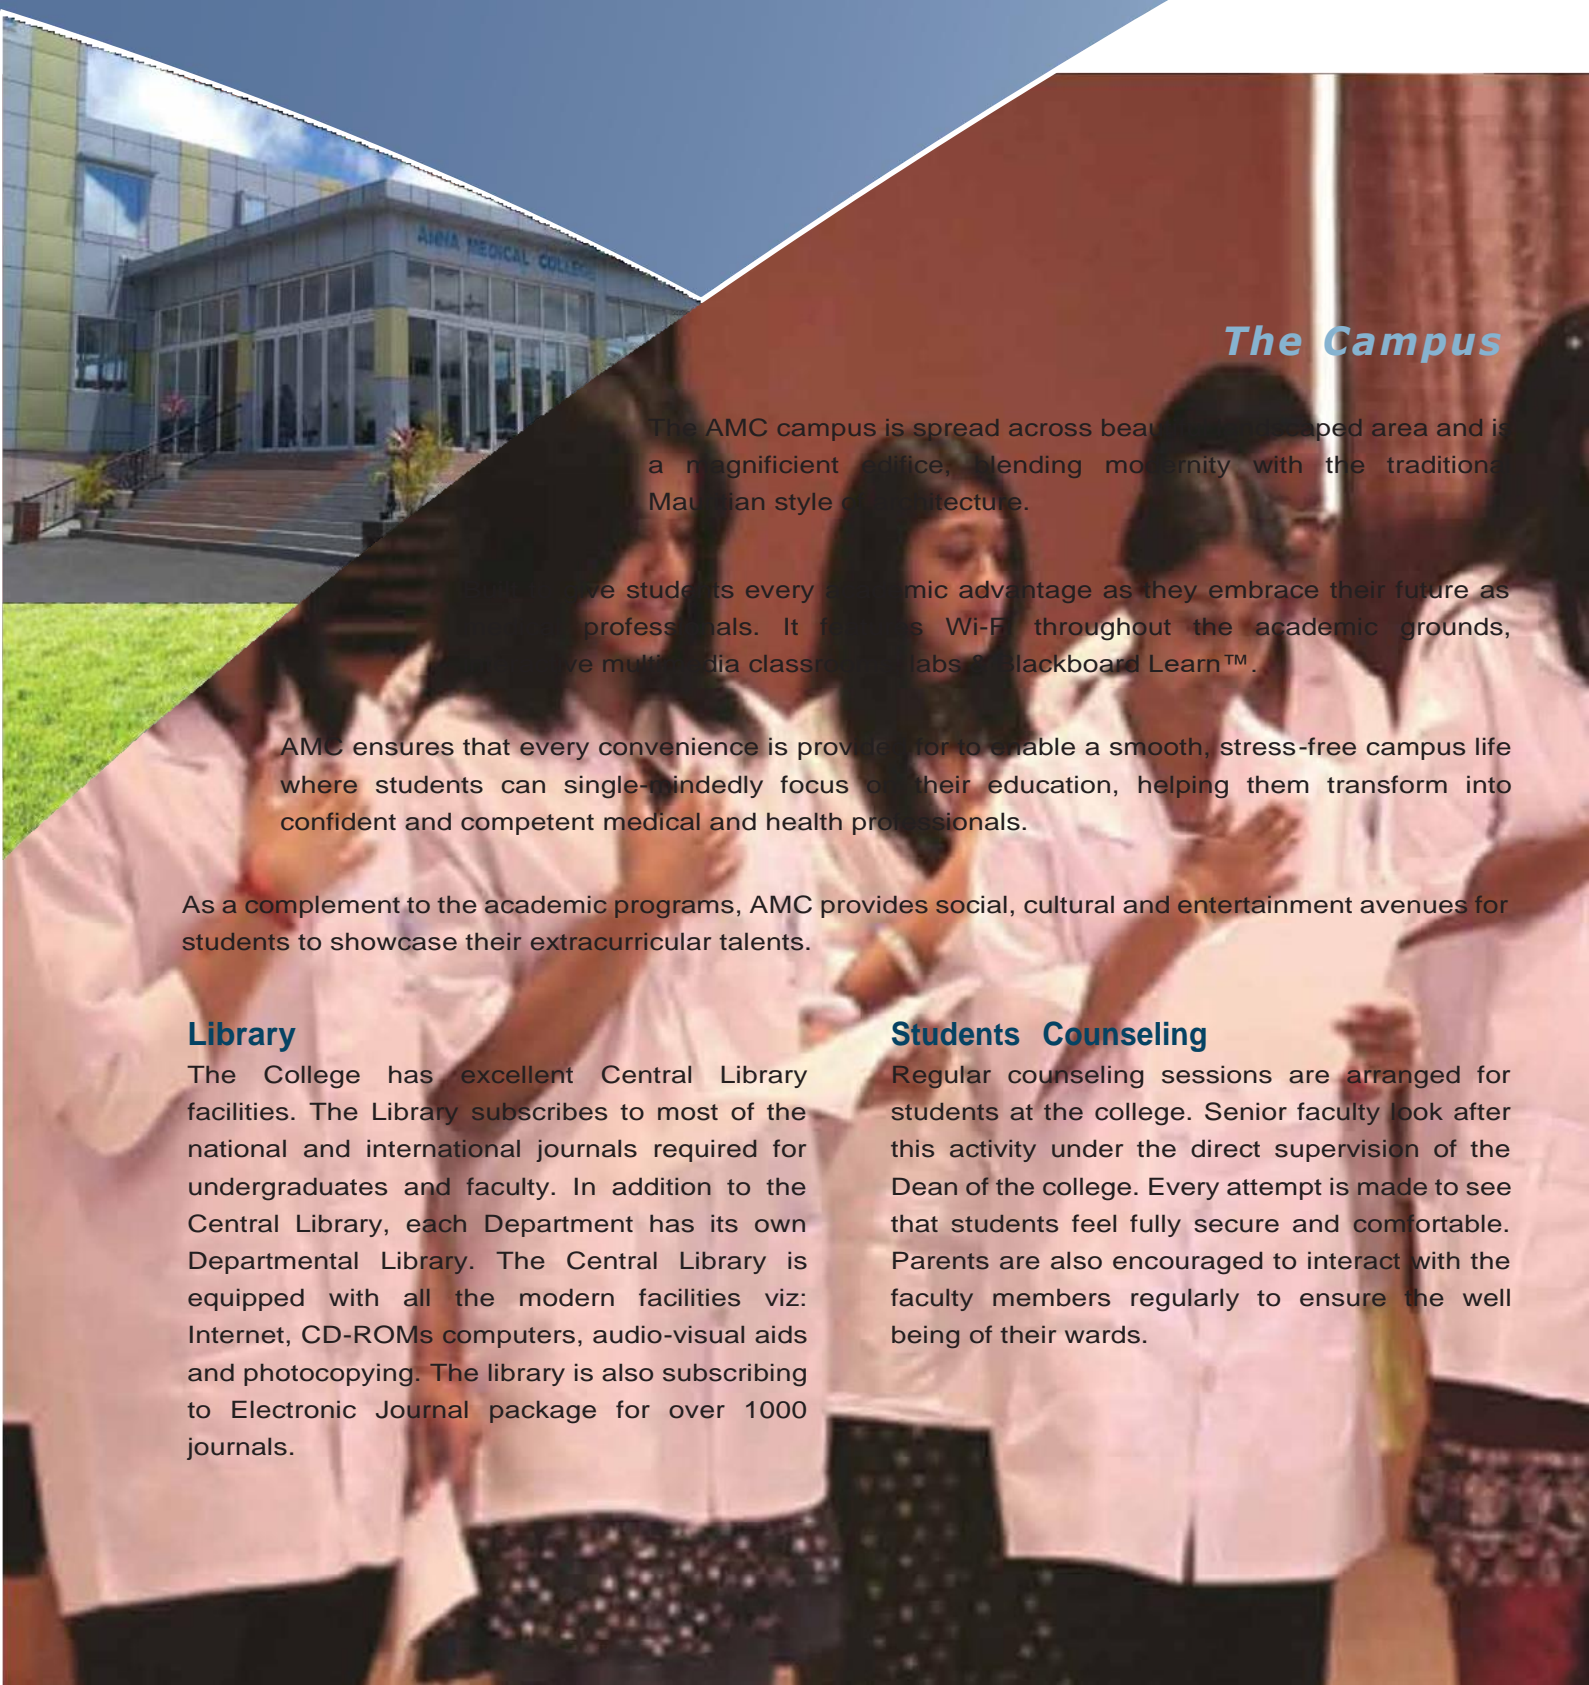 ANNA MEDICAL COLLEGE
The Campus
The AMC campus is spread across area and is
a magnificient edifice, blending modernity with the traditional
style of architecture.
students every academic advantage as they embrace their future as
professionals. It features Wi-Fi throughout the academic grounds,
multimedia classrooms, labs & Blackboard Learn™.
AMC ensures that every convenience is provided for to enable a smooth, stress-free campus life
where students can single-mindedly focus on their education, helping them transform into
confident and competent medical and health professionals.
As a complement to the academic programs, AMC provides social, cultural and entertainment avenues for
students to showcase their extracurricular talents.
Library
The College has excellent Central Library
facilities. The Library subscribes to most of the
national and international journals required for
undergraduates and faculty. In addition to the
Central Library, each Department has its own
Departmental Library. The Central Library is
equipped with all the modern facilities viz:
Internet, CD-ROMs computers, audio-visual aids
and photocopying. The library is also subscribing
to Electronic Journal package for over 1000
journals.
Students Counseling
Regular counseling sessions are arranged for
students at the college. Senior faculty look after
this activity under the direct supervision of the
Dean of the college. Every attempt is made to see
that students feel fully secure and comfortable.
Parents are also encouraged to interact with the
faculty members regularly to ensure the well
being of their wards.